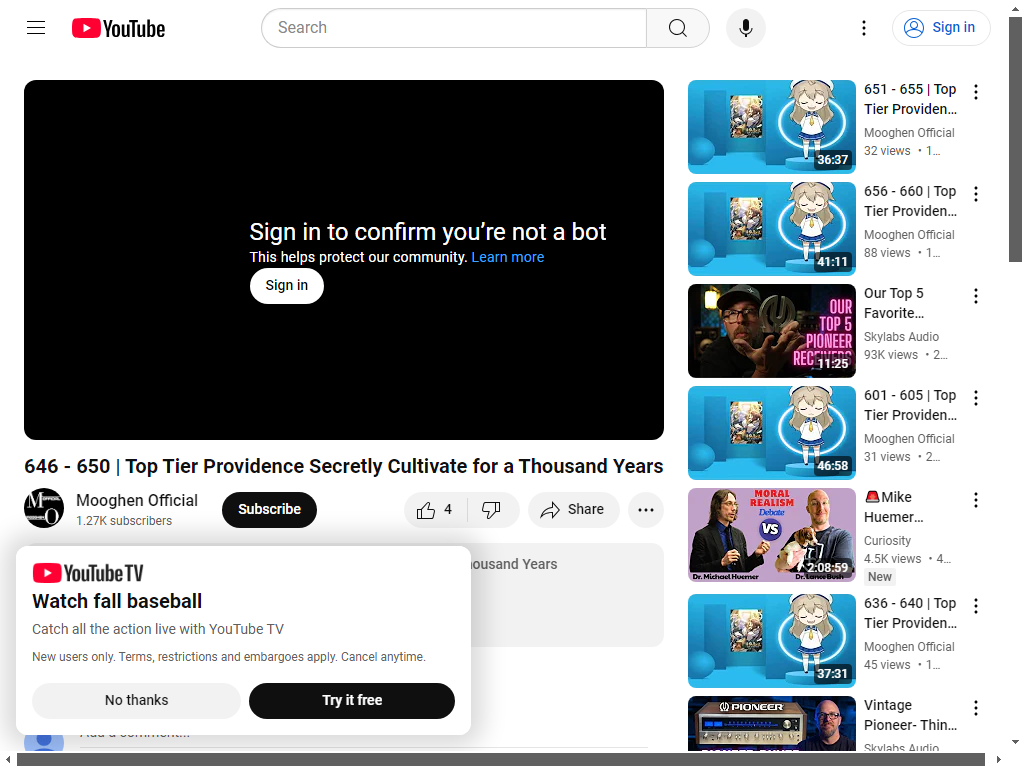 YouTube
Search
Sign in
Sign in to confirm you’re not a bot
This helps protect our community. Learn more
Sign in
646 - 650 | Top Tier Providence Secretly Cultivate for a Thousand Years
Mooghen Official
1.27K subscribers
Subscribe
4
Share
housand Years
YouTube TV
Watch fall baseball
Catch all the action live with YouTube TV
New users only. Terms, restrictions and embargoes apply. Cancel anytime.
No thanks
Try it free
Add a comment...
651 - 655 | Top
Tier Providen...
Mooghen Official
32 views • 1...
36:37
656 - 660 | Top
Tier Providen...
Mooghen Official
88 views • 1...
41:11
OUR
TOP 5
PIONEER
RECEIVERS
11:25
Our Top 5
Favorite...
Skylabs Audio
93K views • 2...
601 - 605 | Top
Tier Providen...
Mooghen Official
31 views • 2...
46:58
MORAL
REALISM
Debate
VS
Dr. Michael Huemer
Dr. Lance Bush
2:08:59
🚨Mike
Huemer...
Curiosity
4.5K views • 4...
New
636 - 640 | Top
Tier Providen...
Mooghen Official
45 views • 1...
37:31
PIONEER
Vintage
Pioneer- Thin...
Skylabs Audio